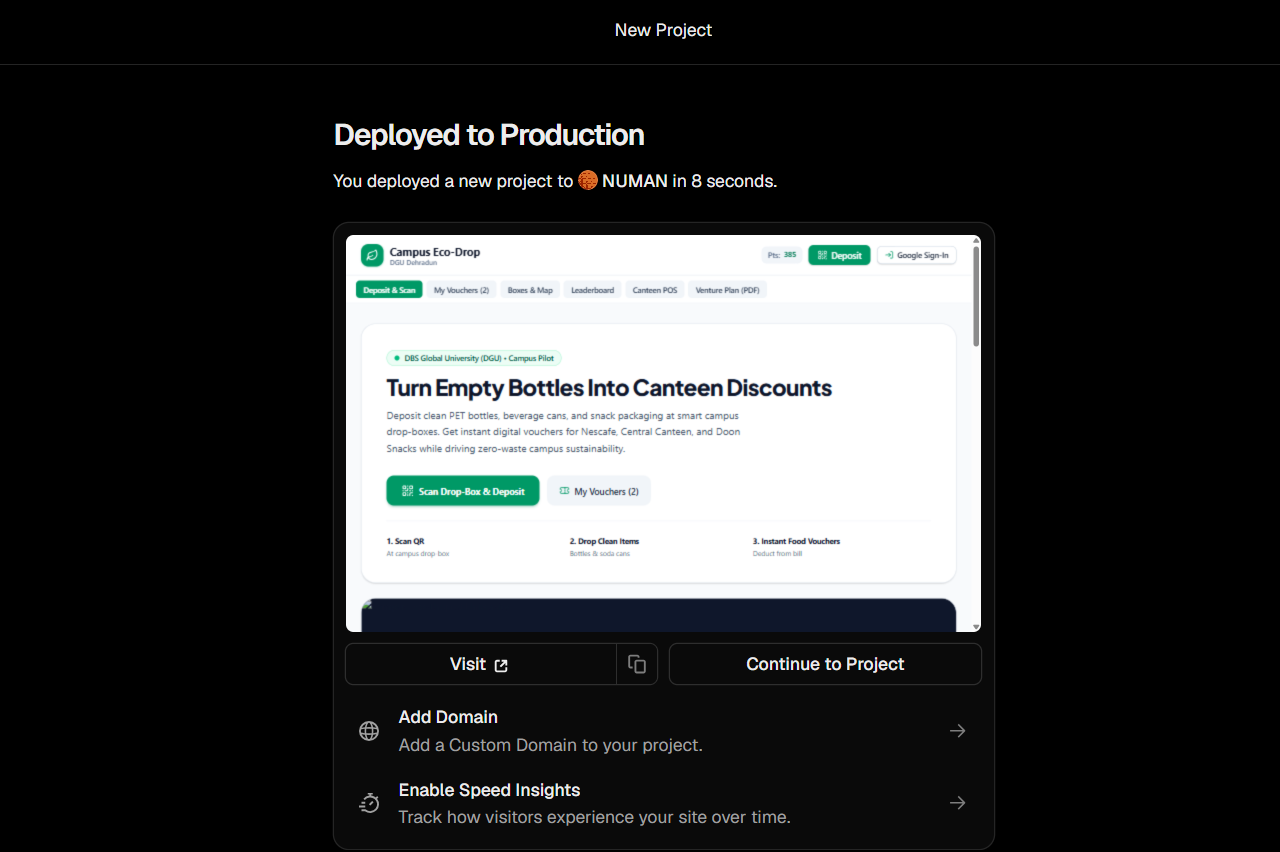 New Project
Deployed to Production
You deployed a new project to NUMAN in 8 seconds.
Campus Eco-Drop
DGU Dehradun
Pts: 385
Deposit
Google Sign-In
Deposit & Scan
My Vouchers (2)
Boxes & Map
Leaderboard
Canteen POS
Venture Plan (PDF)
DBS Global University (DGU) • Campus Pilot
Turn Empty Bottles Into Canteen Discounts
Deposit clean PET bottles, beverage cans, and snack packaging at smart campus
drop-boxes. Get instant digital vouchers for Nescafe, Central Canteen, and Doon
Snacks while driving zero-waste campus sustainability.
Scan Drop-Box & Deposit
My Vouchers (2)
1. Scan QR
At campus drop-box
2. Drop Clean Items
Bottles & soda cans
3. Instant Food Vouchers
Deduct from bill
Visit
Continue to Project
Add Domain
Add a Custom Domain to your project.
Enable Speed Insights
Track how visitors experience your site over time.